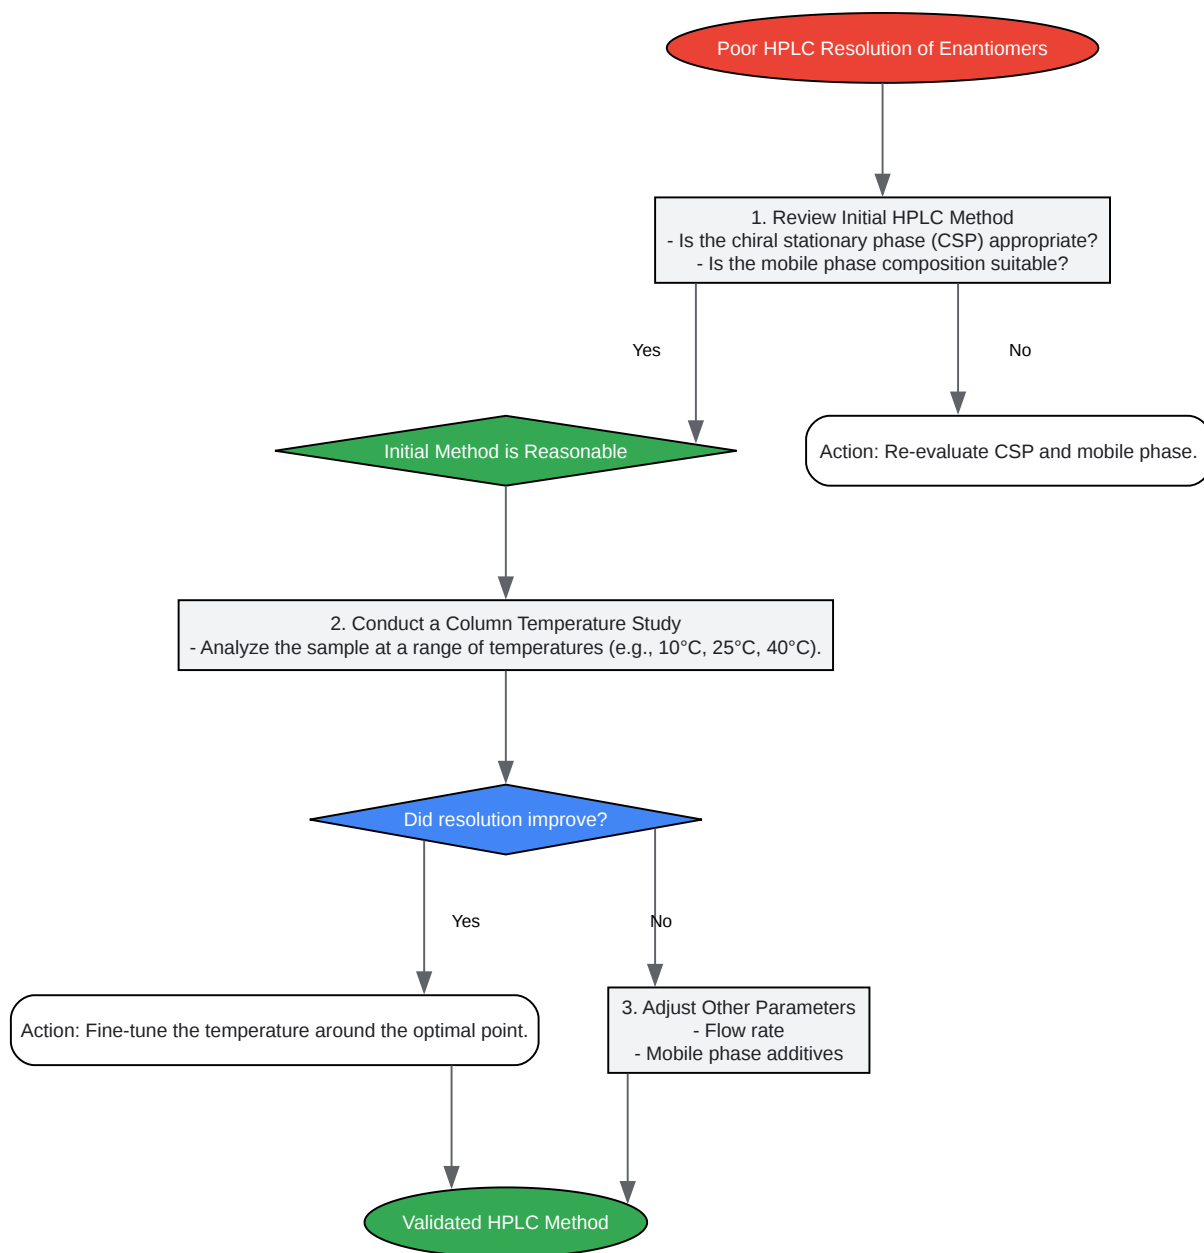 Poor HPLC Resolution of Enantiomers
1. Review Initial HPLC Method
- Is the chiral stationary phase (CSP) appropriate?
- Is the mobile phase composition suitable?
Yes
No
Initial Method is Reasonable
Action: Re-evaluate CSP and mobile phase.
2. Conduct a Column Temperature Study
- Analyze the sample at a range of temperatures (e.g., 10°C, 25°C, 40°C).
Did resolution improve?
Yes
No
Action: Fine-tune the temperature around the optimal point.
3. Adjust Other Parameters
- Flow rate
- Mobile phase additives
Validated HPLC Method